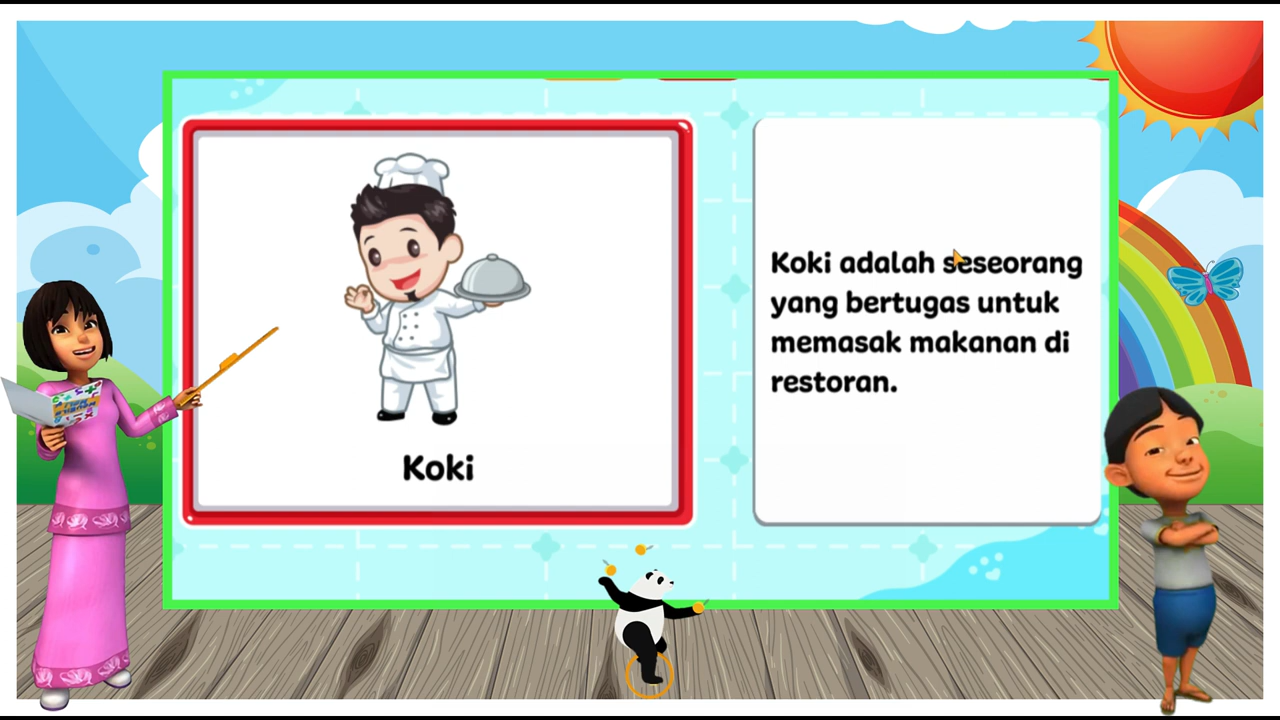 Koki
Koki adalah seseorang
yang bertugas untuk
memasak makanan di
restoran.